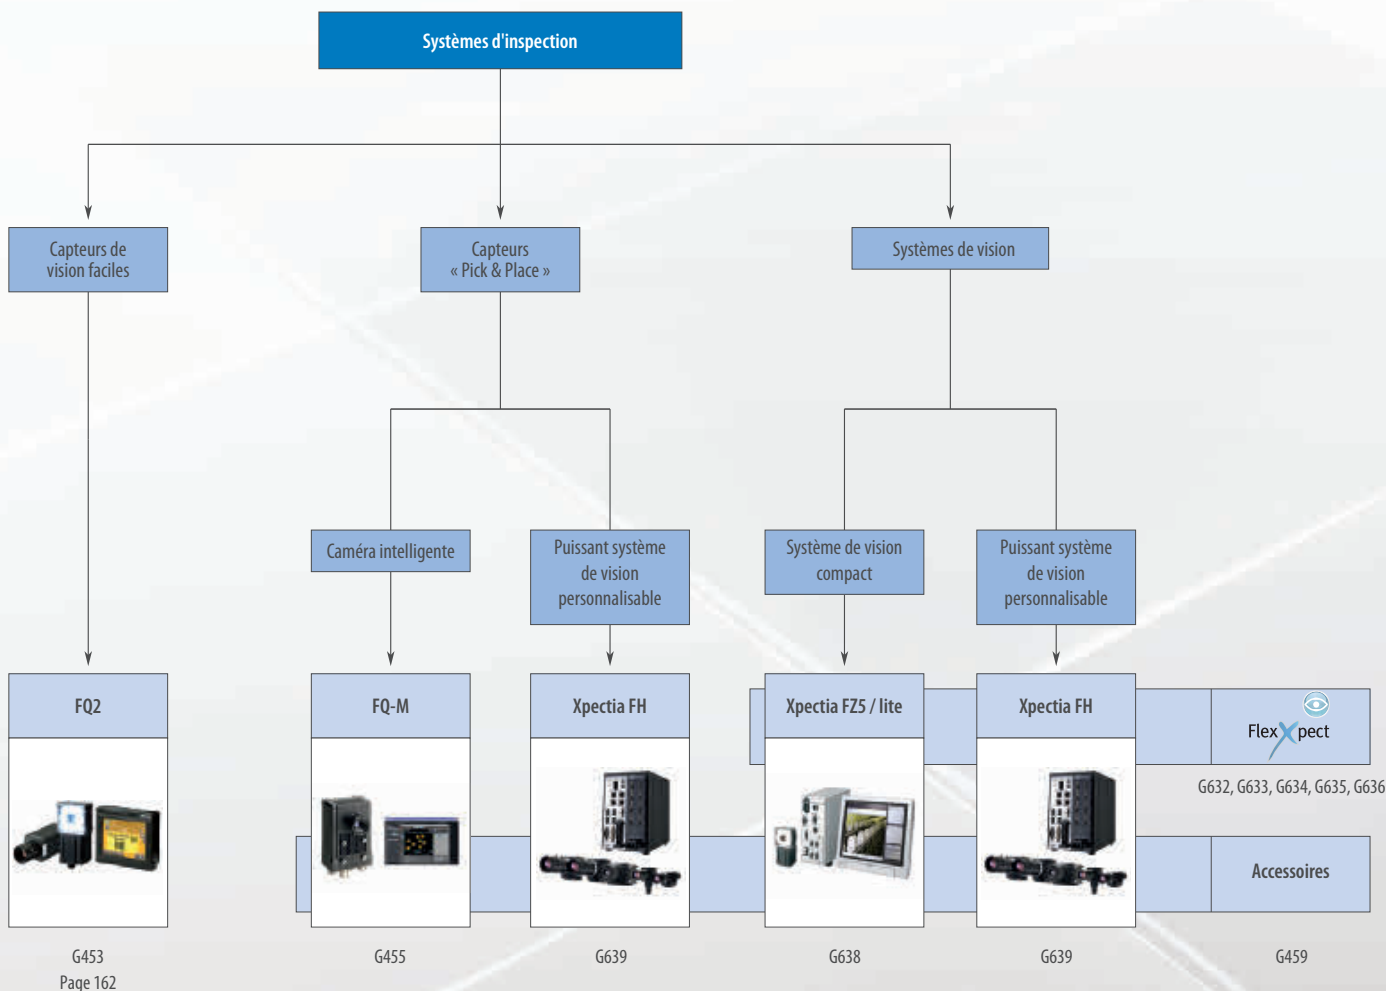 Systèmes d'inspection
Capteurs de
vision faciles
Capteurs
« Pick & Place »
Systèmes de vision
Caméra intelligente
Puissant système
de vision
personnalisable
Système de vision
compact
Puissant système
de vision
personnalisable
FQ2
FQ-M
Xpectia FH
Xpectia FZ5 / lite
Xpectia FH
FlexXpect
G632, G633, G634, G635, G636
Accessoires
G453
Page 162
G455
G639
G638
G639
G459